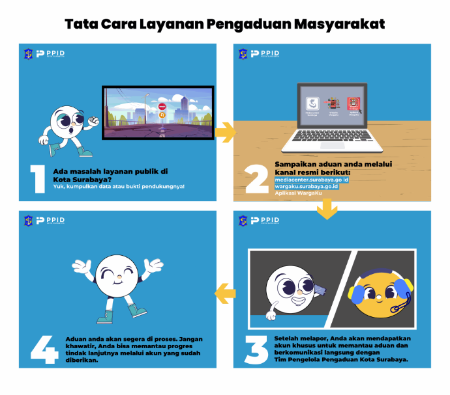 Tata Cara Layanan Pengaduan Masyarakat
PPID
1
Ada masalah layanan publik di
Kota Surabaya?
Yuk, kumpulkan data atau bukti pendukungnya!
PPID
2
Sampaikan aduan anda melalui
kanal resmi berikut:
mediacenter.surabaya.go.id
wargaku.surabaya.go.id
Aplikasi WargaKu
PPID
3
Setelah melapor, Anda akan mendapatkan
akun khusus untuk memantau aduan dan
berkomunikasi langsung dengan
Tim Pengelola Pengaduan Kota Surabaya.
PPID
4
Aduan anda akan segera di proses. Jangan
khawatir, Anda bisa memantau progres
tindak lanjutnya melalui akun yang sudah
diberikan.